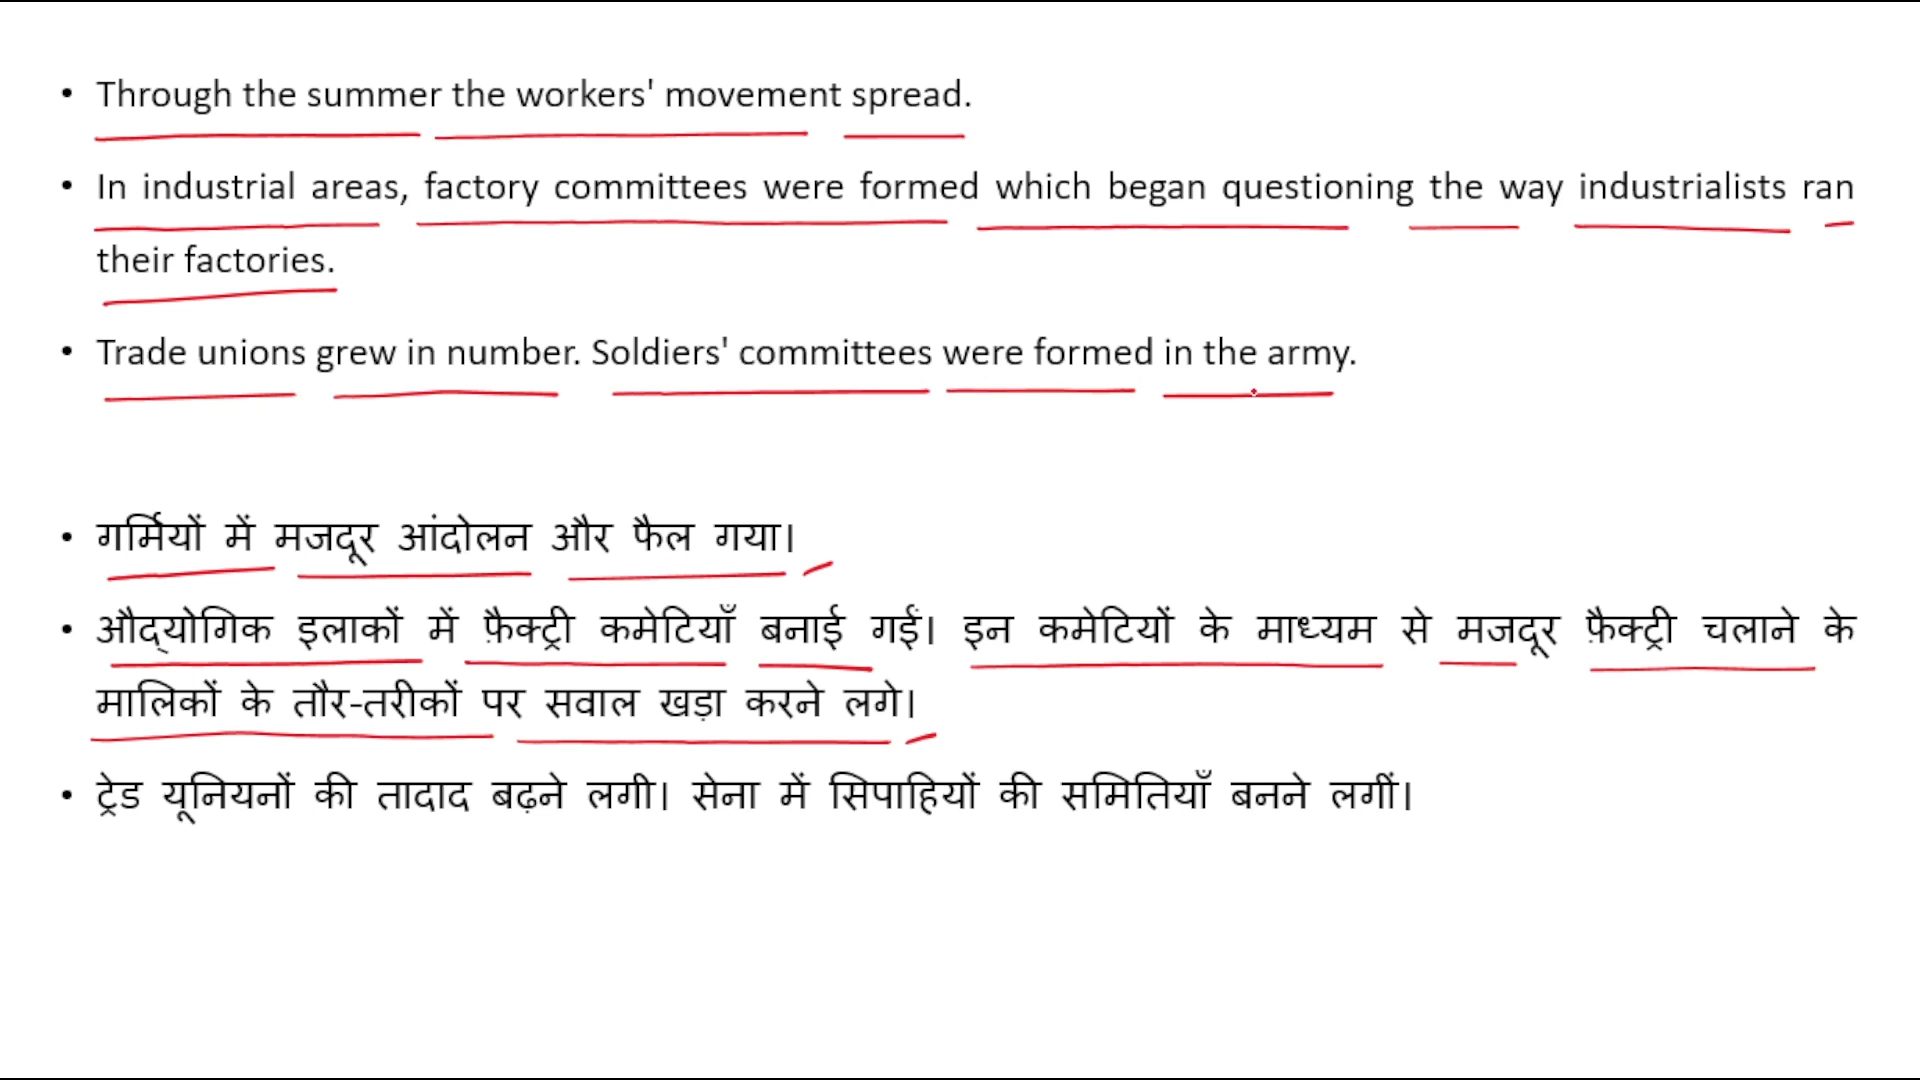 • Through the summer the workers' movement spread.
• In industrial areas, factory committees were formed which began questioning the way industrialists ran
their factories.
• Trade unions grew in number. Soldiers' committees were formed in the army.
• गर्मियों में मजदूर आंदोलन और फैल गया।
• औद्योगिक इलाकों में फ़ैक्ट्री कमेटियाँ बनाई गईं। इन कमेटियों के माध्यम से मजदूर फ़ैक्ट्री चलाने के
मालिकों के तौर-तरीकों पर सवाल खड़ा करने लगे।
• ट्रेड यूनियनों की तादाद बढ़ने लगी। सेना में सिपाहियों की समितियाँ बनने लगीं।